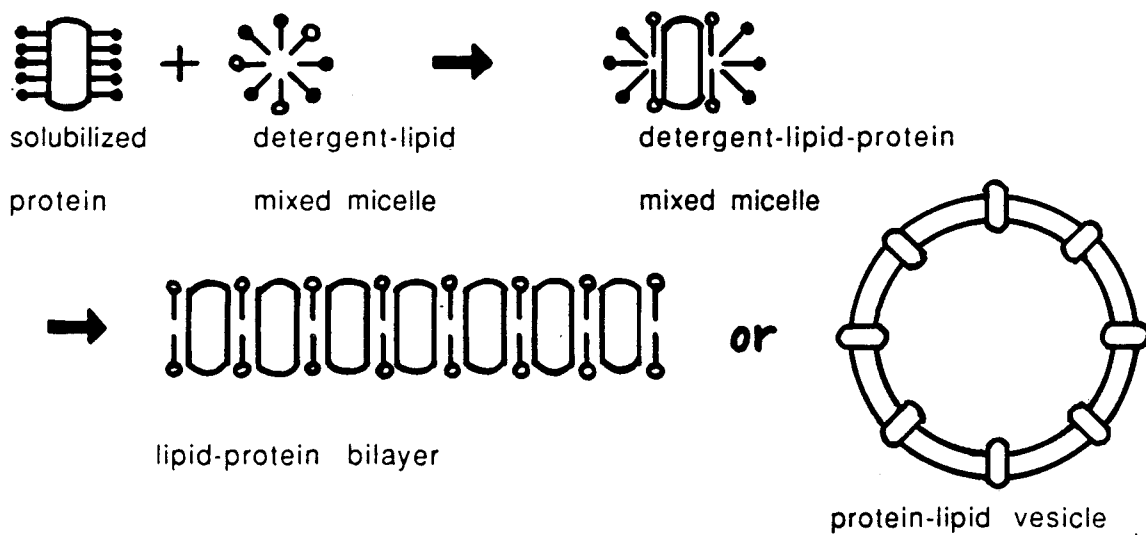 solubilized
protein
detergent-lipid
mixed micelle
detergent-lipid-protein
mixed micelle
or
lipid-protein bilayer
protein-lipid vesicle